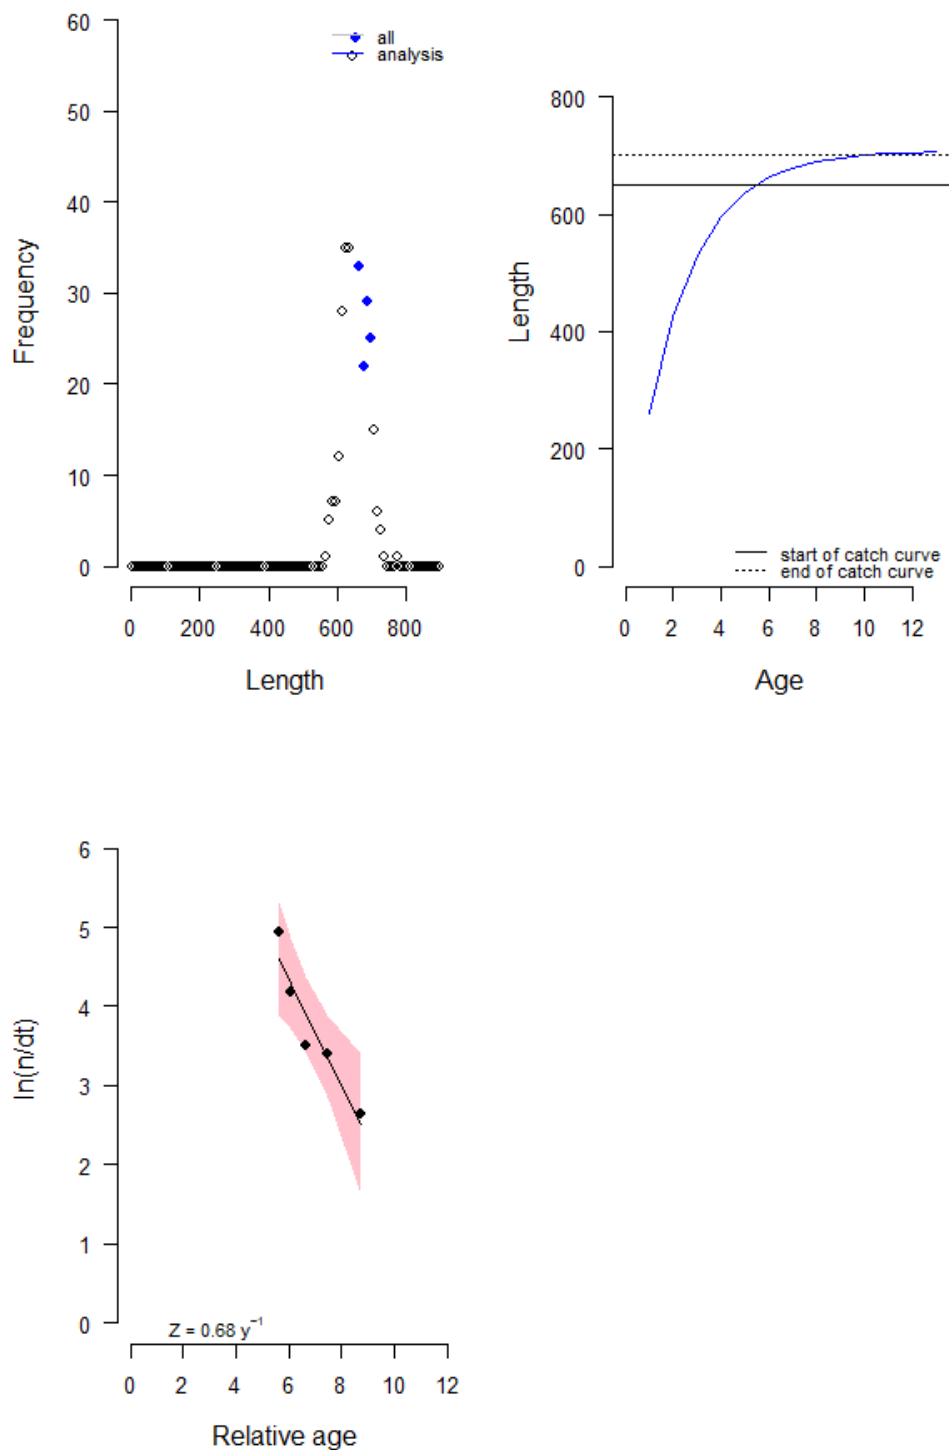 60
50
40
30
20
10
0
Frequency
all
analysis
0 200 400 600 800
Length
800
600
400
200
0
Length
start of catch curve
end of catch curve
0 2 4 6 8 10 12
Age
6
5
4
3
2
1
0
ln(n/dt)
Z = 0.68 y⁻¹
0 2 4 6 8 10 12
Relative age